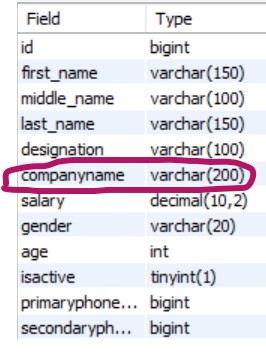 Field Type
id bigint
first_name varchar(150)
middle_name varchar(100)
last_name varchar(150)
designation varchar(100)
companyname varchar(200)
salary decimal(10,2)
gender varchar(20)
age int
isactive tinyint(1)
primaryphone... bigint
secondaryph... bigint